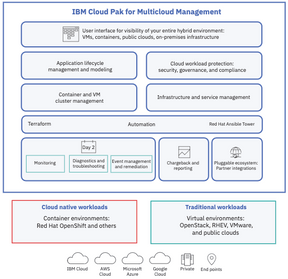 IBM Cloud Pak for Multicloud Management
User interface for visibility of your entire hybrid environment:
VMs, containers, public clouds, on-premises infrastructure
Application lifecycle
management and modeling
Cloud workload protection:
security, governance, and compliance
Container and VM
cluster management
Infrastructure and service management
Terraform
Automation
Red Hat Ansible Tower
Day 2
Monitoring
Diagnostics and
troubleshooting
Event management
and remediation
Chargeback and
reporting
Pluggable ecosystem:
Partner integrations
Cloud native workloads
Container environments:
Red Hat OpenShift and others
Traditional workloads
Virtual environments:
OpenStack, RHEV, VMware,
and public clouds
IBM Cloud
AWS
Cloud
Microsoft
Azure
Google
Cloud
Private
End points